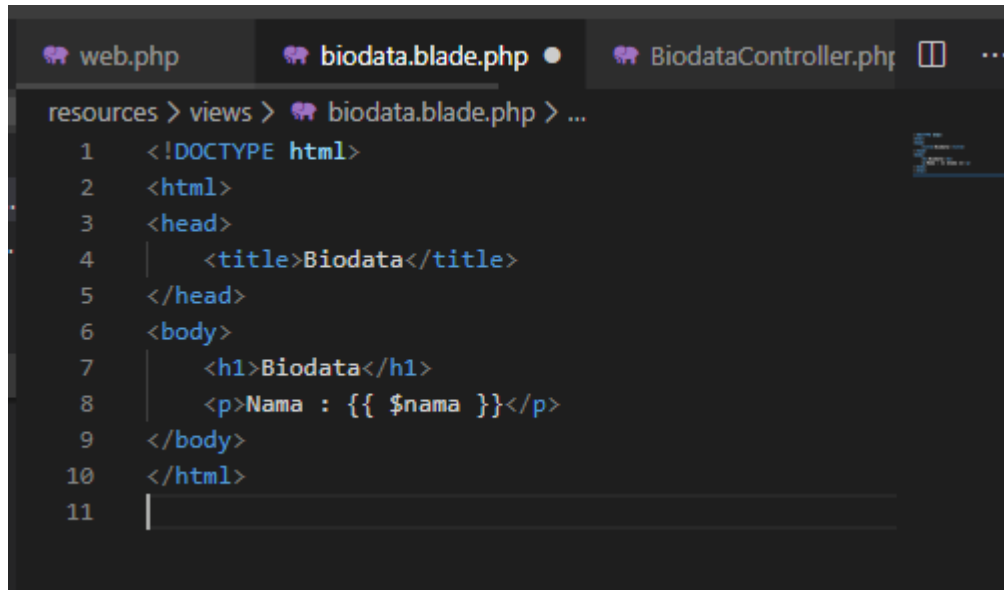 web.php biodata.blade.php BiodataController.php ...
resources > views > biodata.blade.php > ...
1 <!DOCTYPE html>
2 <html>
3 <head>
4 <title>Biodata</title>
5 </head>
6 <body>
7 <h1>Biodata</h1>
8 <p>Nama : {{ $nama }}</p>
9 </body>
10 </html>
11